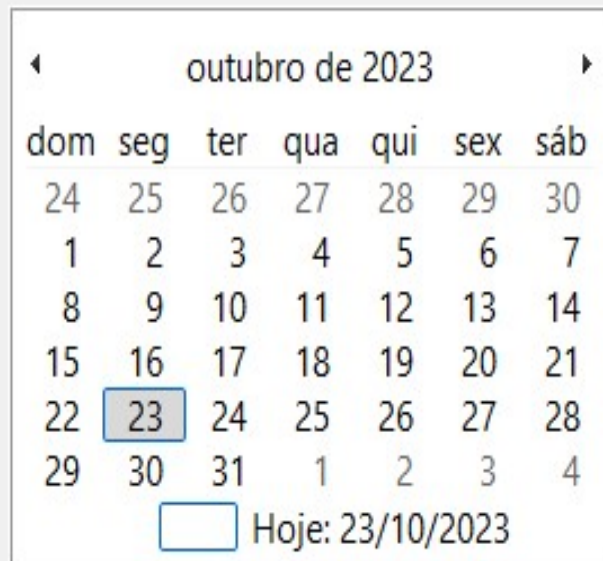 outubro de 2023
dom seg ter qua qui sex sáb
24 25 26 27 28 29 30
1 2 3 4 5 6 7
8 9 10 11 12 13 14
15 16 17 18 19 20 21
22 23 24 25 26 27 28
29 30 31 1 2 3 4
Hoje: 23/10/2023